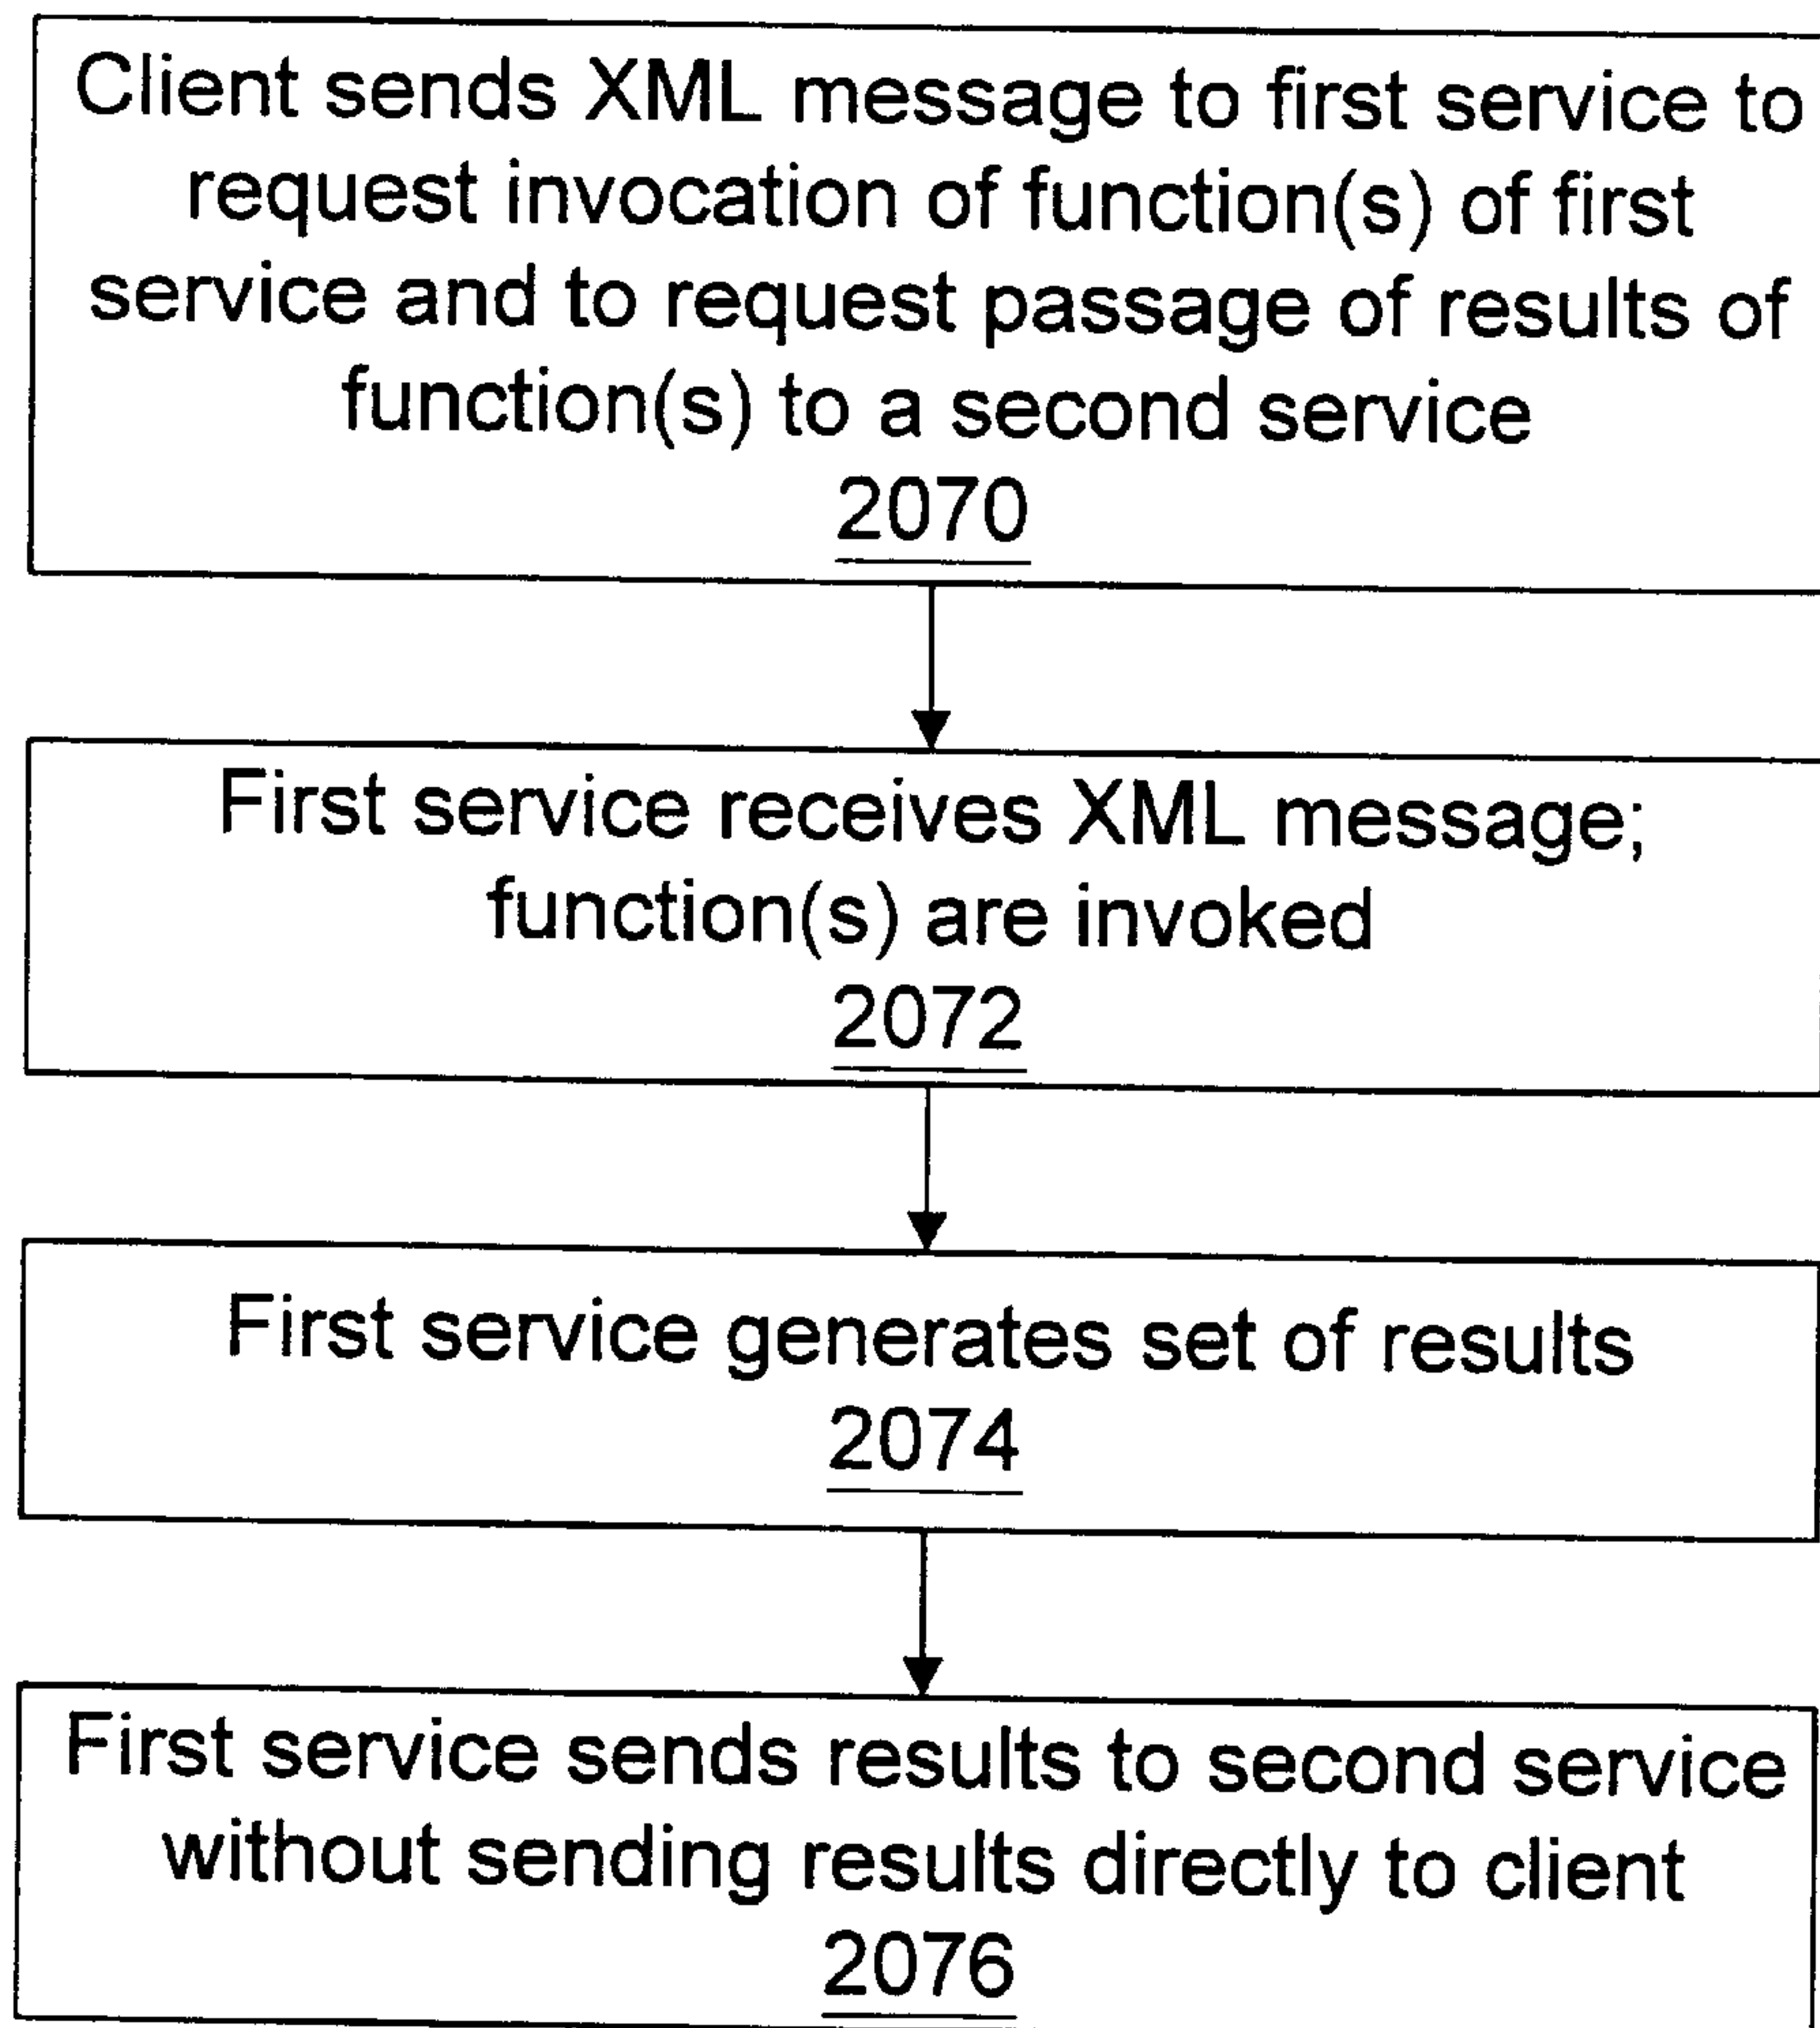 Client sends XML message to first service to
request invocation of function(s) of first
service and to request passage of results of
function(s) to a second service
2070
First service receives XML message;
function(s) are invoked
2072
First service generates set of results
2074
First service sends results to second service
without sending results directly to client
2076